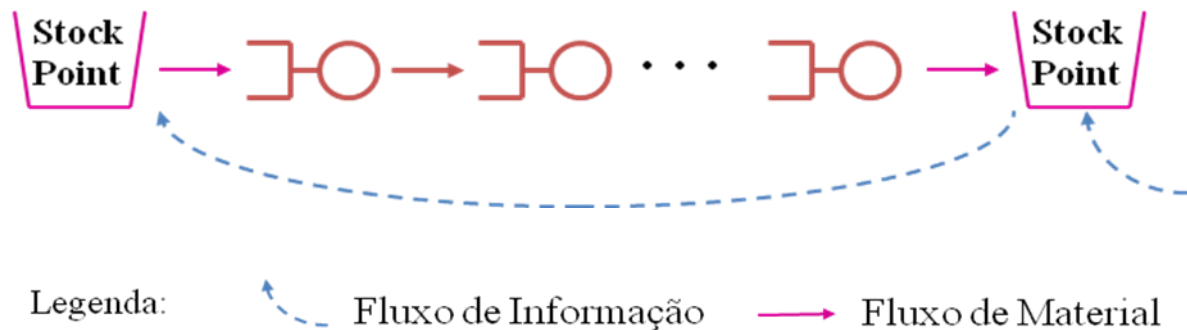 Stock
Point
Stock
Point
Legenda:
Fluxo de Informação
Fluxo de Material